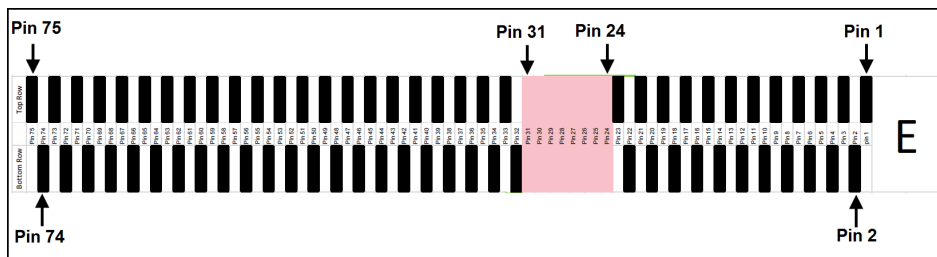 Pin 75
Pin 31
Pin 24
Pin 1
Top Row
Pin 75 Pin 74 Pin 73 Pin 72 Pin 71 Pin 70 Pin 69 Pin 68 Pin 67 Pin 66 Pin 65 Pin 64 Pin 63 Pin 62 Pin 61 Pin 60 Pin 59 Pin 58 Pin 57 Pin 56 Pin 55 Pin 54 Pin 53 Pin 52 Pin 51 Pin 50 Pin 49 Pin 48 Pin 47 Pin 46 Pin 45 Pin 44 Pin 43 Pin 42 Pin 41 Pin 40 Pin 39 Pin 38 Pin 37 Pin 36 Pin 35 Pin 34 Pin 33 Pin 32 Pin 31 Pin 30 Pin 29 Pin 28 Pin 27 Pin 26 Pin 25 Pin 24 Pin 23 Pin 22 Pin 21 Pin 20 Pin 19 Pin 18 Pin 17 Pin 16 Pin 15 Pin 14 Pin 13 Pin 12 Pin 11 Pin 10 Pin 9 Pin 8 Pin 7 Pin 6 Pin 5 Pin 4 Pin 3 Pin 2 pin 1
E
Bottom Row
Pin 74
Pin 2